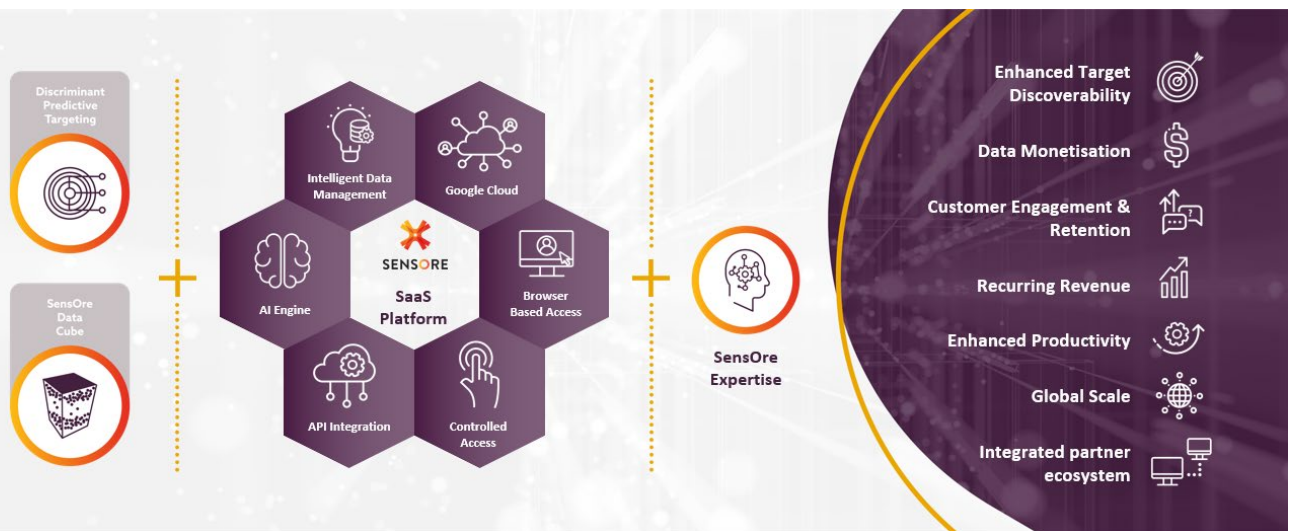 Discriminant
Predictive
Targeting
SensOre
Data
Cube
Intelligent Data
Management
Google Cloud
AI Engine
SENSORE
SaaS
Platform
Browser
Based Access
API Integration
Controlled
Access
SensOre
Expertise
Enhanced Target
Discoverability
Data Monetisation
$
Customer Engagement &
Retention
?
Recurring Revenue
Enhanced Productivity
Global Scale
Integrated partner
ecosystem